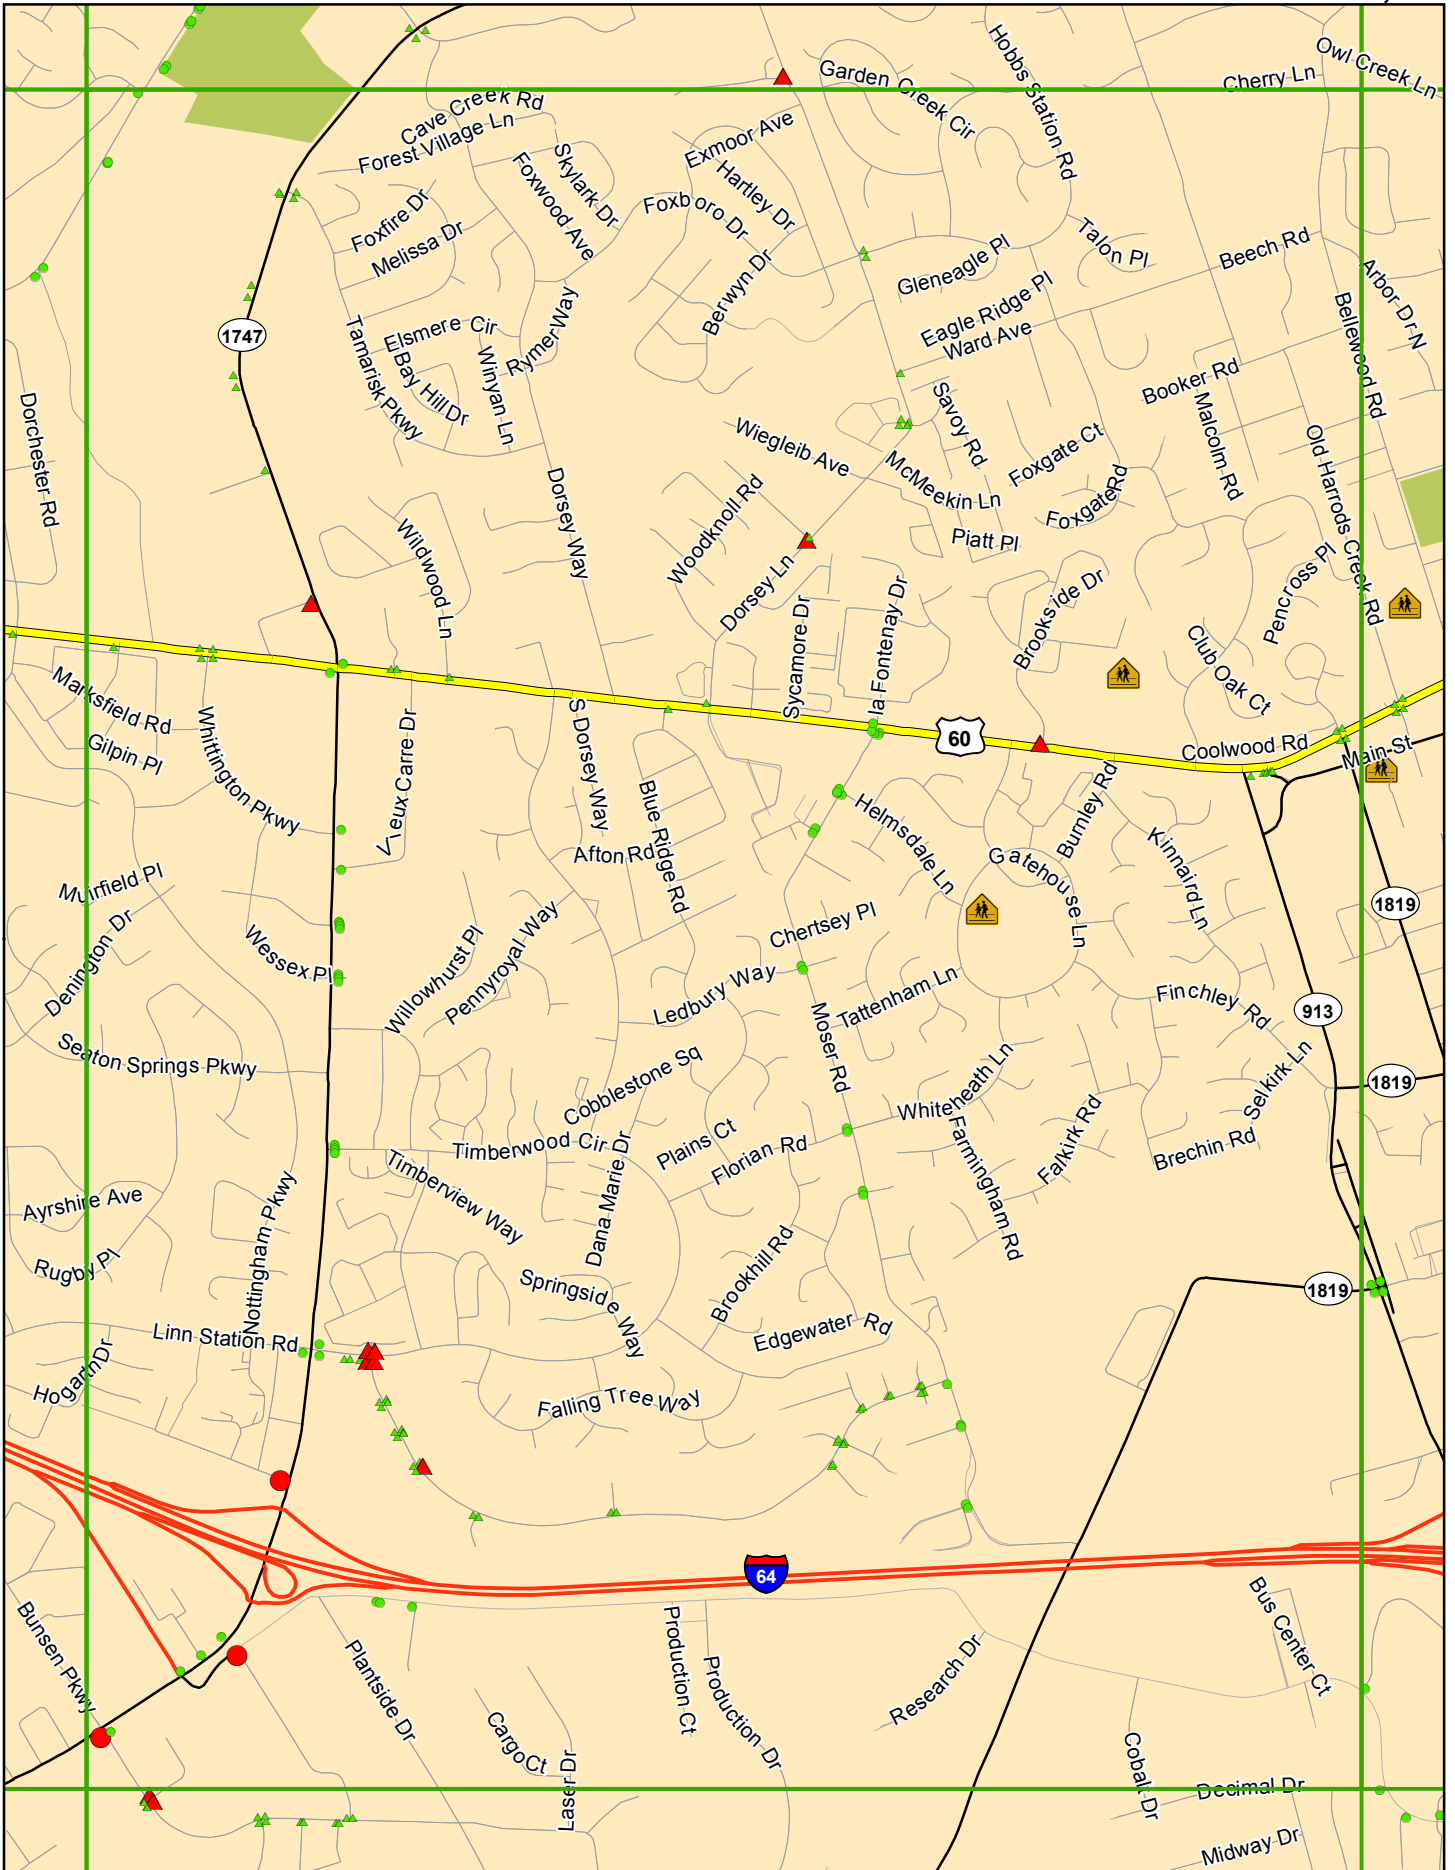 Owl Creek Ln
Hobbs Station Rd
Garden Creek Cir
Cherry Ln
Cave Creek Rd
Forest Village Ln
Exmoor Ave
Skylark Dr
Foxwood Ave
Hartley Dr
Foxboro Dr
Foxfire Dr
Melissa Dr
Talon Pl
Beech Rd
Gleneagle Pl
Berwyn Dr
Arbor Dr N
Eagle Ridge Pl
Ward Ave
Bellewood Rd
1747
Elsmere Cir
Rymer Way
Tamarisk Pkwy
Bay Hill Dr
Winyan Ln
Booker Rd
Malcolm Rd
Savoy Rd
Dorchester Rd
Wiegleib Ave
McMeekin Ln
Foxgate Ct
Foxgate Rd
Old Harrods Creek Rd
Dorsey Way
Woodknoll Rd
Piatt Pl
Wildwood Ln
Dorsey Ln
Sycamore Dr
la Fontenay Dr
Brookside Dr
Pencross Pl
Club Oak Ct
Marksfield Rd
Gilpin Pl
Whittington Pkwy
Vieux Carre Dr
S Dorsey Way
60
Coolwood Rd
Main St
Blue Ridge Rd
Afton Rd
Helmsdale Ln
Burnley Rd
Gatehouse Ln
Kinnaird Ln
Muirfield Pl
Denington Dr
1819
Wessex Pl
Willowhurst Pl
Pennyroyal Way
Chertsey Pl
Ledbury Way
Tattenham Ln
Finchley Rd
913
Moser Rd
Seaton Springs Pkwy
Cobblestone Sq
Whiteheath Ln
Selkirk Ln
1819
Timberwood Cir
Plains Ct
Florian Rd
Farmingham Rd
Falkirk Rd
Brechin Rd
Timberview Way
Dana Marie Dr
Ayrshire Ave
Nottingham Pkwy
Rugby Pl
Springside Way
Brookhill Rd
1819
Linn Station Rd
Edgewater Rd
Hogarth Dr
Falling Tree Way
64
Bunsen Pkwy
Plantside Dr
Cargo Ct
Laser Dr
Production Ct
Production Dr
Research Dr
Bus Center Ct
Cobalt Dr
Decimal Dr
Midway Dr